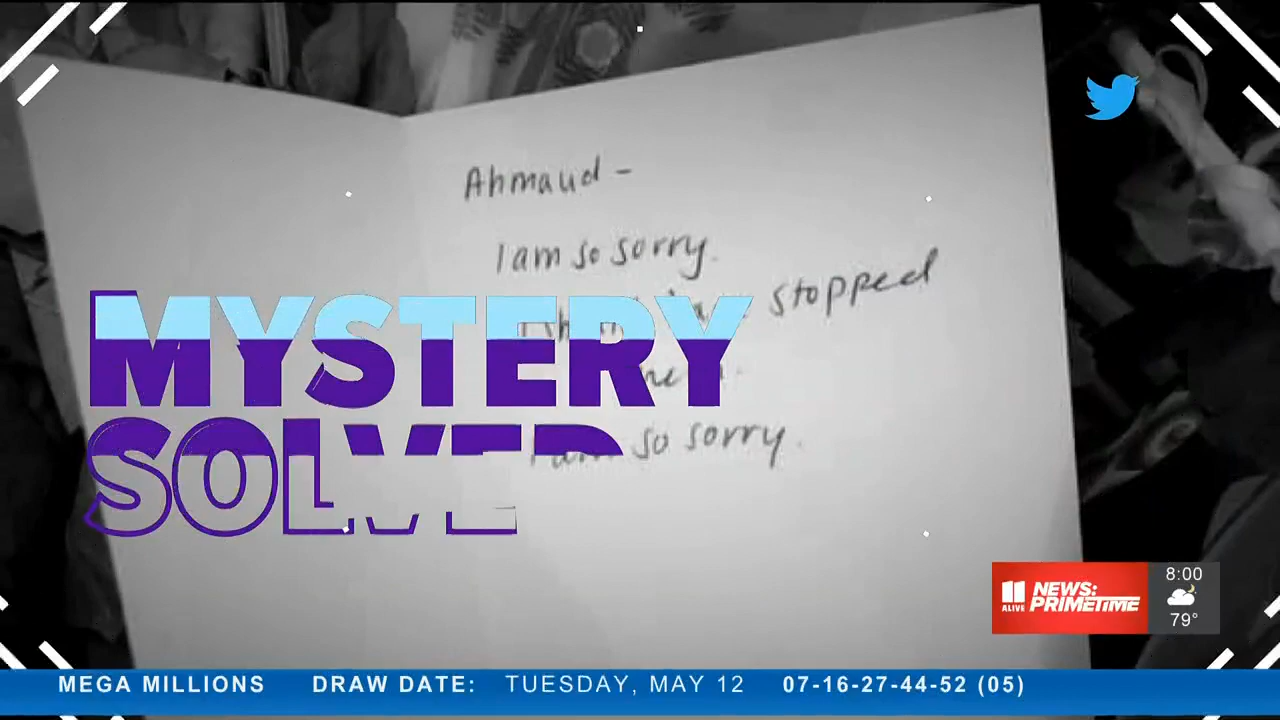 Ahmaud -
I am so sorry.
stopped
so sorry.
MYSTERY
SOLVED
11 ALIVE
NEWS:
PRIMETIME
8:00
79°
MEGA MILLIONS DRAW DATE: TUESDAY, MAY 12 07-16-27-44-52 (05)